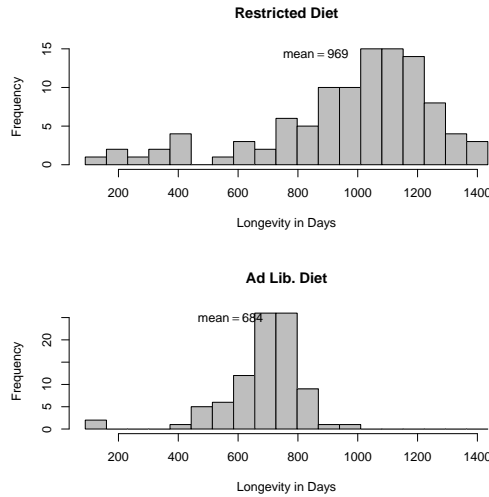 Restricted Diet
mean = 969
Frequency
15
10
5
0
200 400 600 800 1000 1200 1400
Longevity in Days
Ad Lib. Diet
mean = 684
Frequency
20
10
5
0
200 400 600 800 1000 1200 1400
Longevity in Days